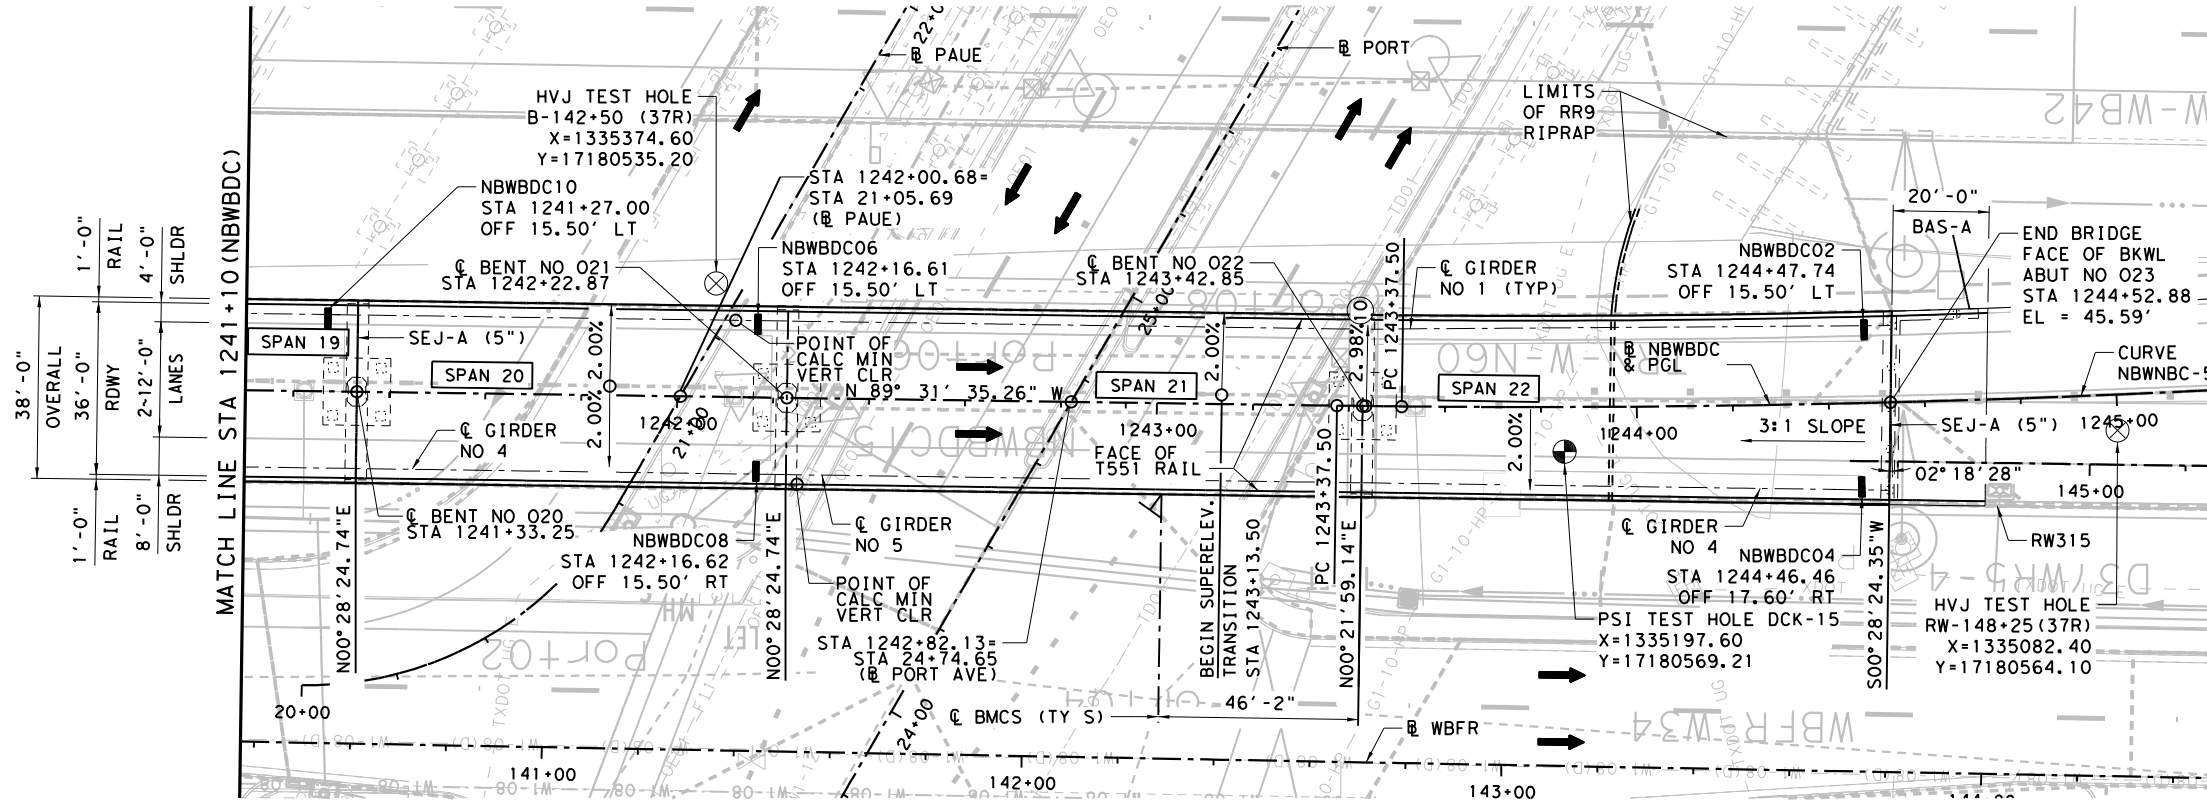 22+0
℄ PAUE
℄ PORT
HVJ TEST HOLE
B-142+50 (37R)
X=1335374.60
Y=17180535.20
LIMITS
OF RR9
RIPRAP
W-WB42
NBWBDC10
STA 1241+27.00
OFF 15.50' LT
STA 1242+00.68=
STA 21+05.69
(℄ PAUE)
20'-0"
BAS-A
END BRIDGE
FACE OF BKWL
ABUT NO 023
STA 1244+52.88
EL = 45.59'
MATCH LINE STA 1241+10 (NBWBDC)
1'-0"
RAIL
4'-0"
SHLDR
℄ BENT NO 021
STA 1242+22.87
NBWBDC06
STA 1242+16.61
OFF 15.50' LT
℄ BENT NO 022
STA 1243+42.85
PC 1243+37.50
℄ GIRDER
NO 1 (TYP)
NBWBDC02
STA 1244+47.74
OFF 15.50' LT
38'-0"
OVERALL
36'-0"
RDWY
2-12'-0"
LANES
SPAN 19
SEJ-A (5")
SPAN 20
2.00%
2.00%
POINT OF
CALC MIN
VERT CLR
N 89° 31' 35.26" W
25+00
2.00%
SPAN 21
2.98%
10
SPAN 22
℄ NBWBDC
& PGL
CURVE
NBWNBC-5
1242+00
21+00
1243+00
1244+00
3:1 SLOPE
SEJ-A (5")
1245+00
℄ GIRDER
NO 4
FACE OF
T551 RAIL
2.00%
02°18'28"
145+00
1'-0"
RAIL
8'-0"
SHLDR
N00°28'24.74"E
℄ BENT NO 020
STA 1241+33.25
NBWBDC08
STA 1242+16.62
OFF 15.50' RT
N00°28'24.74"E
℄ GIRDER
NO 5
POINT OF
CALC MIN
VERT CLR
STA 1242+82.13=
STA 24+74.65
(℄ PORT AVE)
BEGIN SUPERELEV.
TRANSITION
STA 1243+13.50
PC 1243+37.50
N00°21'59.14"E
℄ GIRDER
NO 4
NBWBDC04
STA 1244+46.46
OFF 17.60' RT
S00°28'24.35"W
RW315
PSI TEST HOLE DCK-15
X=1335197.60
Y=17180569.21
HVJ TEST HOLE
RW-148+25(37R)
X=1335082.40
Y=17180564.10
Port02
NBWBDC15
WBFR-W34
20+00
24+00
℄ BMCS (TY S)
46'-2"
℄ WBFR
141+00
142+00
143+00